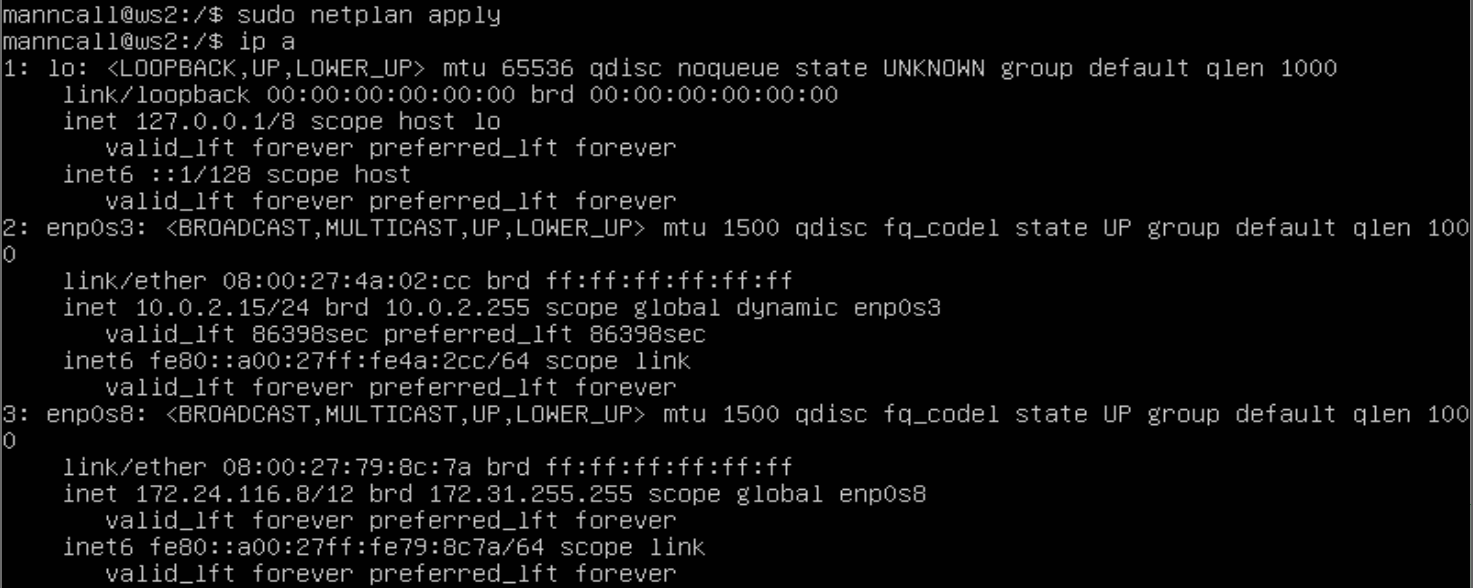 manncall@ws2:/$ sudo netplan apply
manncall@ws2:/$ ip a
1: lo: <LOOPBACK,UP,LOWER_UP> mtu 65536 qdisc noqueue state UNKNOWN group default qlen 1000
    link/loopback 00:00:00:00:00:00 brd 00:00:00:00:00:00
    inet 127.0.0.1/8 scope host lo
       valid_lft forever preferred_lft forever
    inet6 ::1/128 scope host
       valid_lft forever preferred_lft forever
2: enp0s3: <BROADCAST,MULTICAST,UP,LOWER_UP> mtu 1500 qdisc fq_codel state UP group default qlen 100
0
    link/ether 08:00:27:4a:02:cc brd ff:ff:ff:ff:ff:ff
    inet 10.0.2.15/24 brd 10.0.2.255 scope global dynamic enp0s3
       valid_lft 86398sec preferred_lft 86398sec
    inet6 fe80::a00:27ff:fe4a:2cc/64 scope link
       valid_lft forever preferred_lft forever
3: enp0s8: <BROADCAST,MULTICAST,UP,LOWER_UP> mtu 1500 qdisc fq_codel state UP group default qlen 100
0
    link/ether 08:00:27:79:8c:7a brd ff:ff:ff:ff:ff:ff
    inet 172.24.116.8/12 brd 172.31.255.255 scope global enp0s8
       valid_lft forever preferred_lft forever
    inet6 fe80::a00:27ff:fe79:8c7a/64 scope link
       valid_lft forever preferred_lft forever